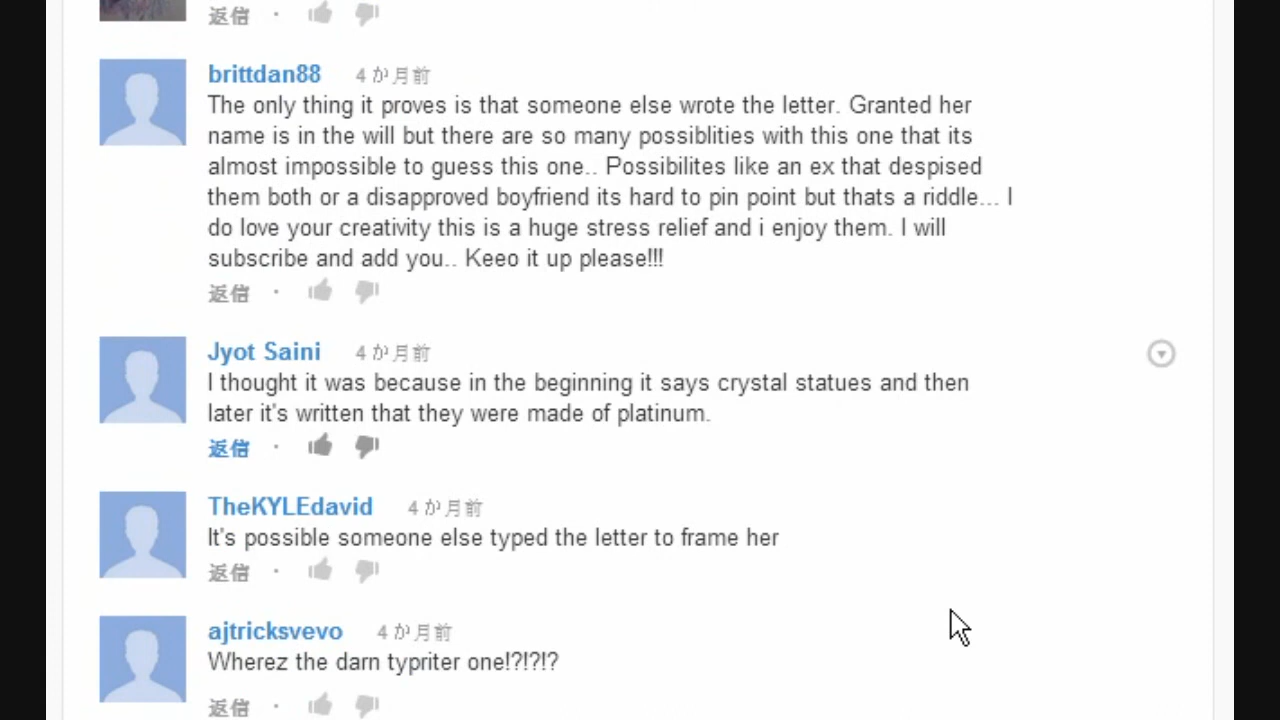 返信 ·
brittdan88 4 か月前
The only thing it proves is that someone else wrote the letter. Granted her
name is in the will but there are so many possiblities with this one that its
almost impossible to guess this one.. Possibilites like an ex that despised
them both or a disapproved boyfriend its hard to pin point but thats a riddle... I
do love your creativity this is a huge stress relief and i enjoy them. I will
subscribe and add you.. Keeo it up please!!!
返信 ·
Jyot Saini 4 か月前
I thought it was because in the beginning it says crystal statues and then
later it's written that they were made of platinum.
返信 ·
TheKYLEdavid 4 か月前
It's possible someone else typed the letter to frame her
返信 ·
ajtricksvevo 4 か月前
Wherez the darn typriter one!?!?!?
返信 ·